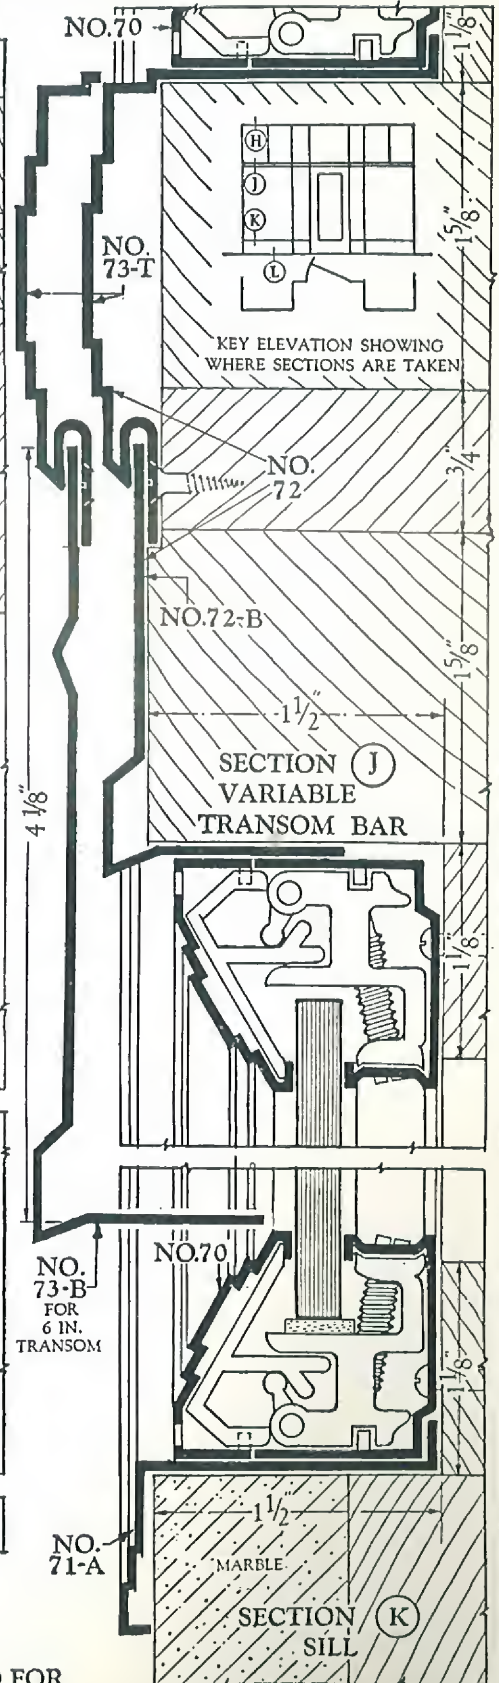 NO.70
1 1/8"
H
J
K
L
1 5/8"
NO.
73-T
KEY ELEVATION SHOWING
WHERE SECTIONS ARE TAKEN
NO.
72
3/4"
NO.72-B
1 5/8"
1 1/2"
SECTION J
VARIABLE
TRANSOM BAR
4 1/8"
1 1/8"
NO.
73-B
FOR
6 IN.
TRANSOM
NO.70
1 1/8"
1 1/2"
NO.
71-A
MARBLE
SECTION K
SILL
FOR